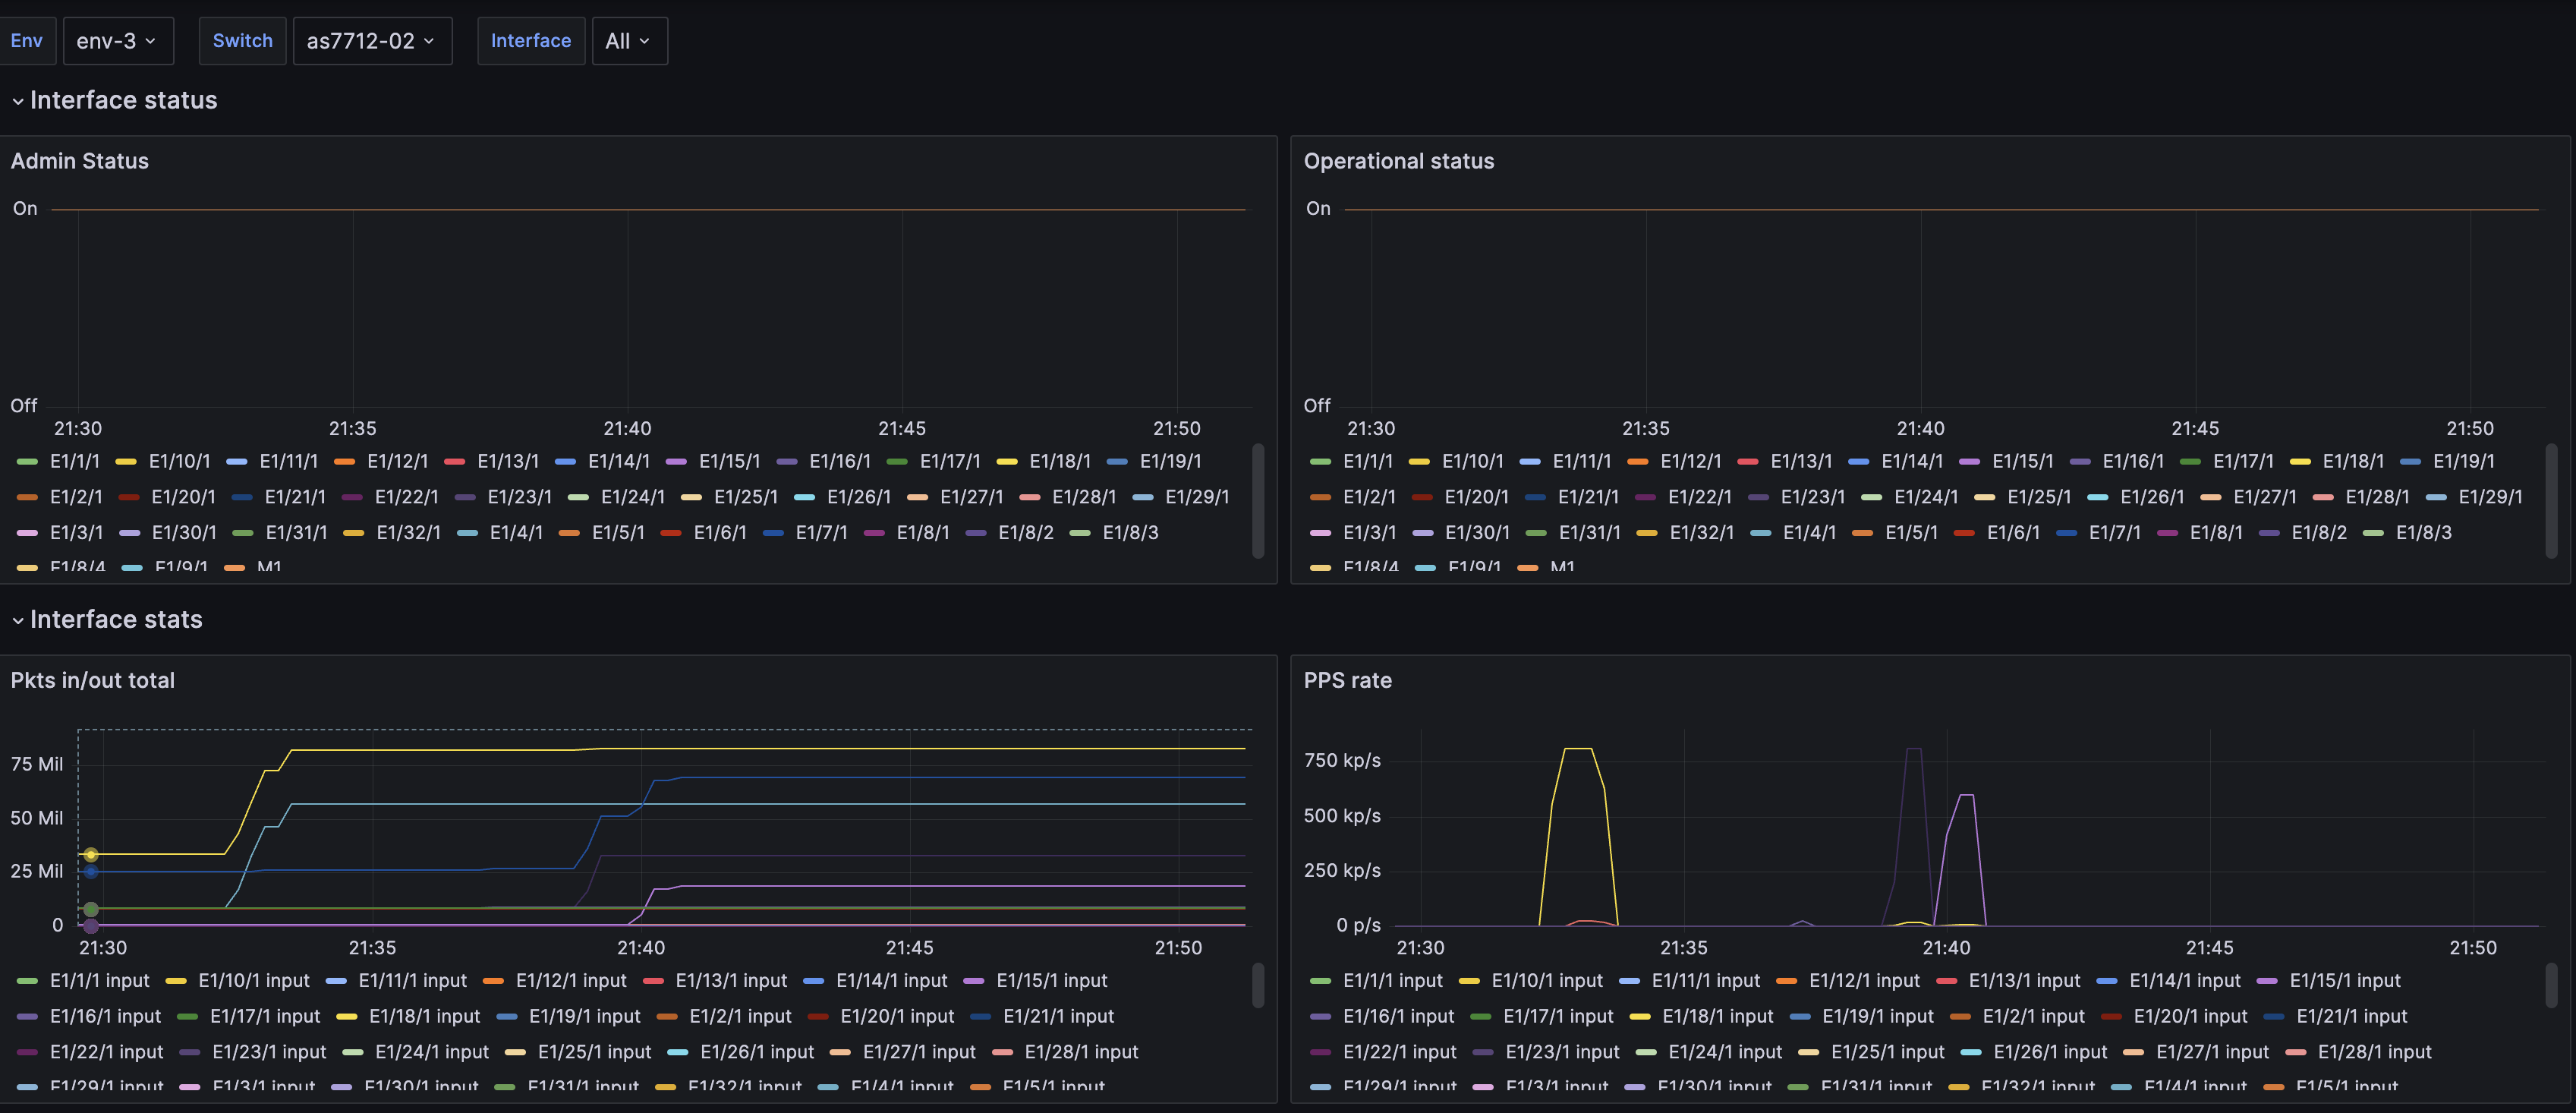 Env env-3 Switch as7712-02 Interface All
Interface status
Admin Status
On
Off
21:30 21:35 21:40 21:45 21:50
E1/1/1 E1/10/1 E1/11/1 E1/12/1 E1/13/1 E1/14/1 E1/15/1 E1/16/1 E1/17/1 E1/18/1 E1/19/1
E1/2/1 E1/20/1 E1/21/1 E1/22/1 E1/23/1 E1/24/1 E1/25/1 E1/26/1 E1/27/1 E1/28/1 E1/29/1
E1/3/1 E1/30/1 E1/31/1 E1/32/1 E1/4/1 E1/5/1 E1/6/1 E1/7/1 E1/8/1 E1/8/2 E1/8/3
E1/8/4 E1/9/1 M1
Operational status
On
Off
21:30 21:35 21:40 21:45 21:50
E1/1/1 E1/10/1 E1/11/1 E1/12/1 E1/13/1 E1/14/1 E1/15/1 E1/16/1 E1/17/1 E1/18/1 E1/19/1
E1/2/1 E1/20/1 E1/21/1 E1/22/1 E1/23/1 E1/24/1 E1/25/1 E1/26/1 E1/27/1 E1/28/1 E1/29/1
E1/3/1 E1/30/1 E1/31/1 E1/32/1 E1/4/1 E1/5/1 E1/6/1 E1/7/1 E1/8/1 E1/8/2 E1/8/3
E1/8/4 E1/9/1 M1
Interface stats
Pkts in/out total
75 Mil
50 Mil
25 Mil
0
21:30 21:35 21:40 21:45 21:50
E1/1/1 input E1/10/1 input E1/11/1 input E1/12/1 input E1/13/1 input E1/14/1 input E1/15/1 input
E1/16/1 input E1/17/1 input E1/18/1 input E1/19/1 input E1/2/1 input E1/20/1 input E1/21/1 input
E1/22/1 input E1/23/1 input E1/24/1 input E1/25/1 input E1/26/1 input E1/27/1 input E1/28/1 input
E1/29/1 input E1/3/1 input E1/30/1 input E1/31/1 input E1/32/1 input E1/4/1 input E1/5/1 input
PPS rate
750 kp/s
500 kp/s
250 kp/s
0 p/s
21:30 21:35 21:40 21:45 21:50
E1/1/1 input E1/10/1 input E1/11/1 input E1/12/1 input E1/13/1 input E1/14/1 input E1/15/1 input
E1/16/1 input E1/17/1 input E1/18/1 input E1/19/1 input E1/2/1 input E1/20/1 input E1/21/1 input
E1/22/1 input E1/23/1 input E1/24/1 input E1/25/1 input E1/26/1 input E1/27/1 input E1/28/1 input
E1/29/1 input E1/3/1 input E1/30/1 input E1/31/1 input E1/32/1 input E1/4/1 input E1/5/1 input